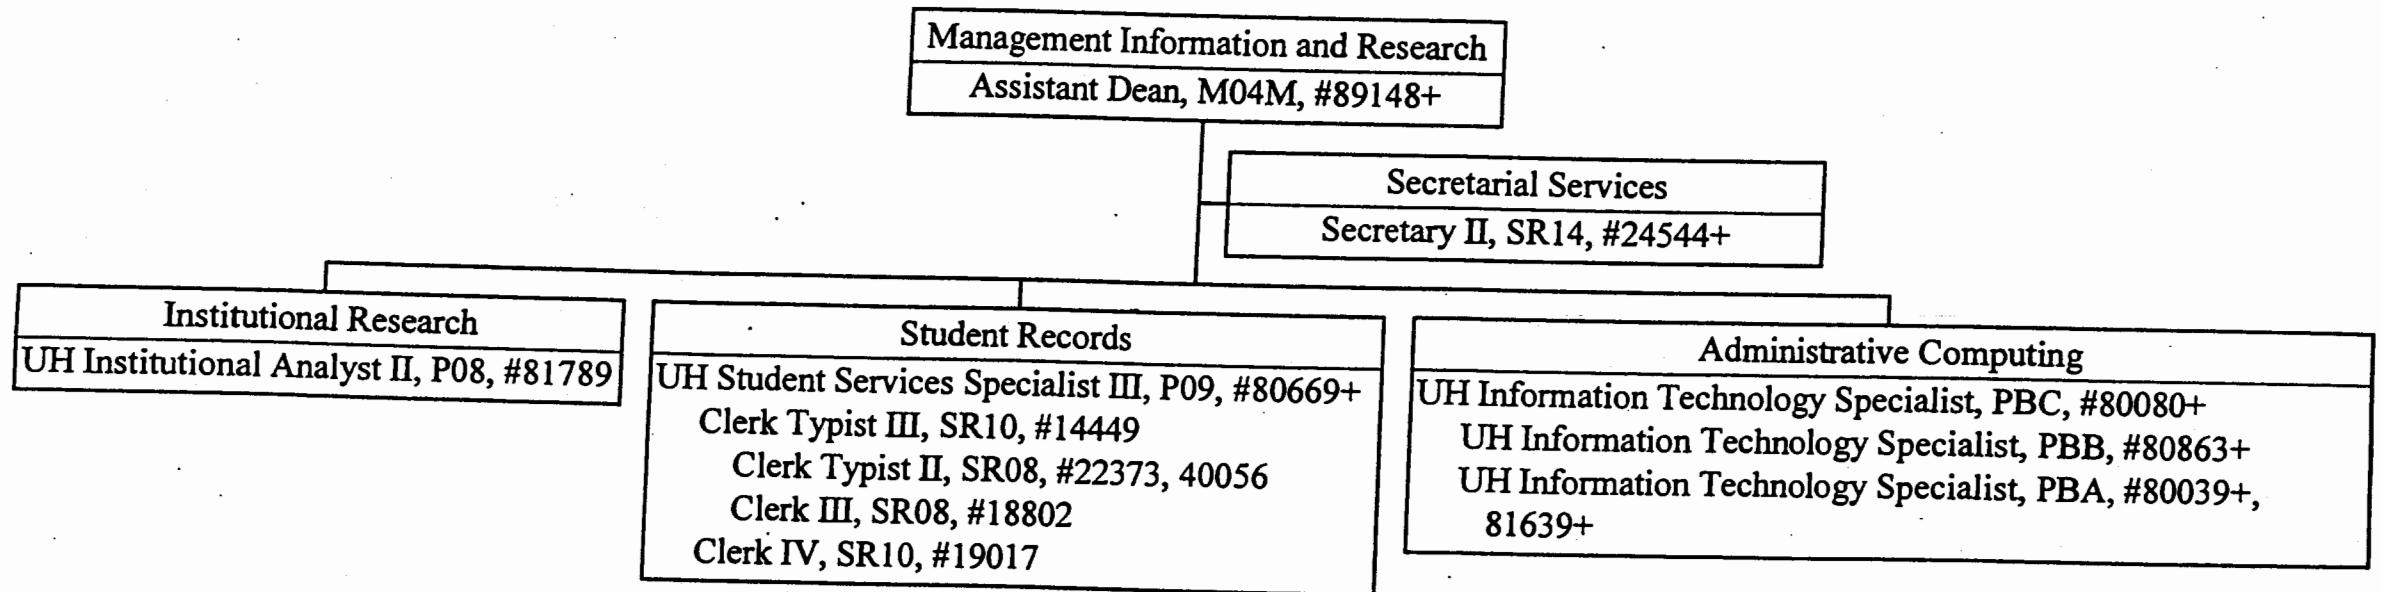 Management Information and Research
Assistant Dean, M04M, #89148+
Secretarial Services
Secretary II, SR14, #24544+
Institutional Research
UH Institutional Analyst II, P08, #81789
Student Records
UH Student Services Specialist III, P09, #80669+
Clerk Typist III, SR10, #14449
Clerk Typist II, SR08, #22373, 40056
Clerk III, SR08, #18802
Clerk IV, SR10, #19017
Administrative Computing
UH Information Technology Specialist, PBC, #80080+
UH Information Technology Specialist, PBB, #80863+
UH Information Technology Specialist, PBA, #80039+,
81639+